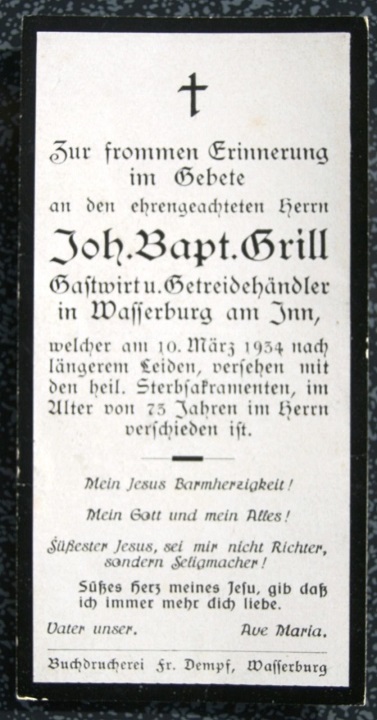 Zur frommen Erinnerung
im Gebete
an den ehrengeachteten Herrn
Joh. Bapt. Grill
Gastwirt u. Getreidehändler
in Wasserburg am Inn,
welcher am 10. März 1934 nach
längerem Leiden, versehen mit
den heil. Sterbsakramenten, im
Alter von 73 Jahren im Herrn
verschieden ist.
Mein Jesus Barmherzigkeit!
Mein Gott und mein Alles!
Süßester Jesus, sei mir nicht Richter,
sondern Seligmacher!
Süßes Herz meines Jesu, gib daß
ich immer mehr dich liebe.
Vater unser. Ave Maria.
Buchdruckerei Fr. Dempf, Wasserburg